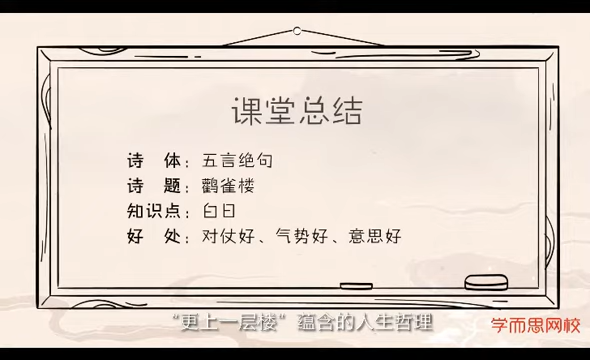 课堂总结
诗 体：五言绝句
诗 题：鹳雀楼
知识点：白日
好 处：对仗好、气势好、意思好
“更上一层楼”蕴含的人生哲理
学而思网校